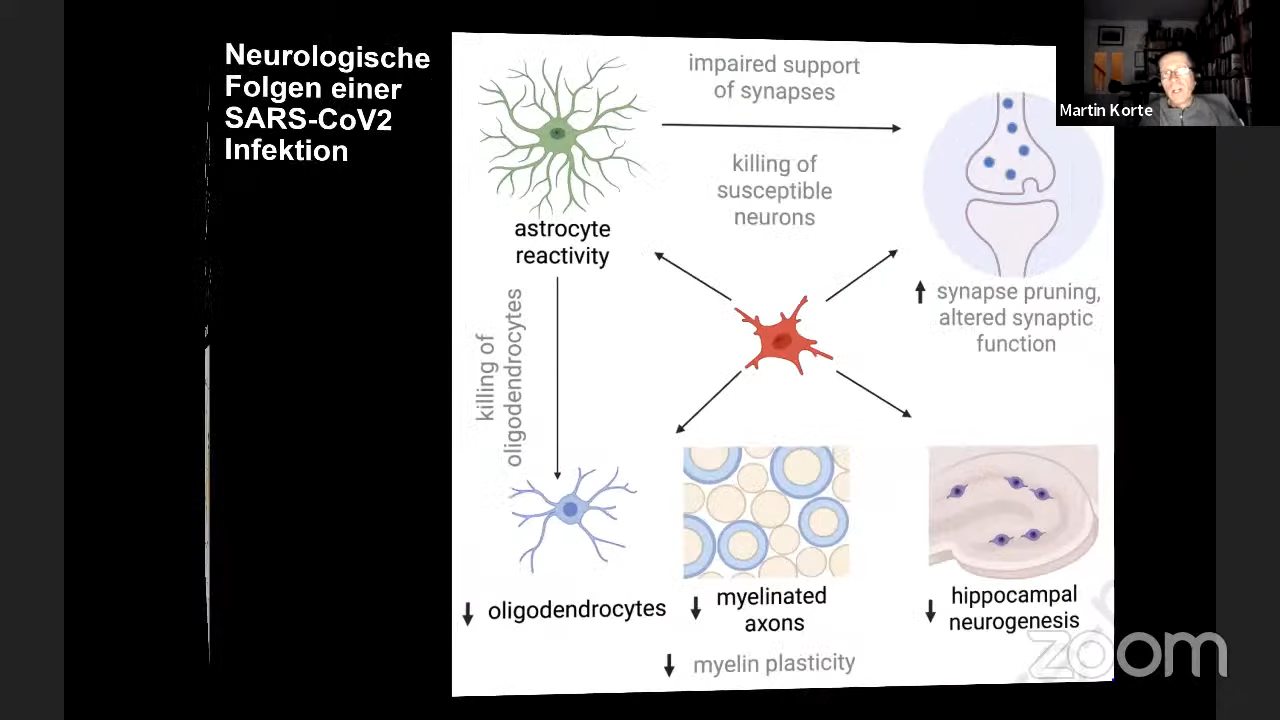 Neurologische
Folgen einer
SARS-CoV2
Infektion
impaired support
of synapses
killing of
susceptible
neurons
astrocyte
reactivity
killing of
oligodendrocytes
synapse pruning,
altered synaptic
function
oligodendrocytes
myelinated
axons
myelin plasticity
hippocampal
neurogenesis
Martin Korte
zoom